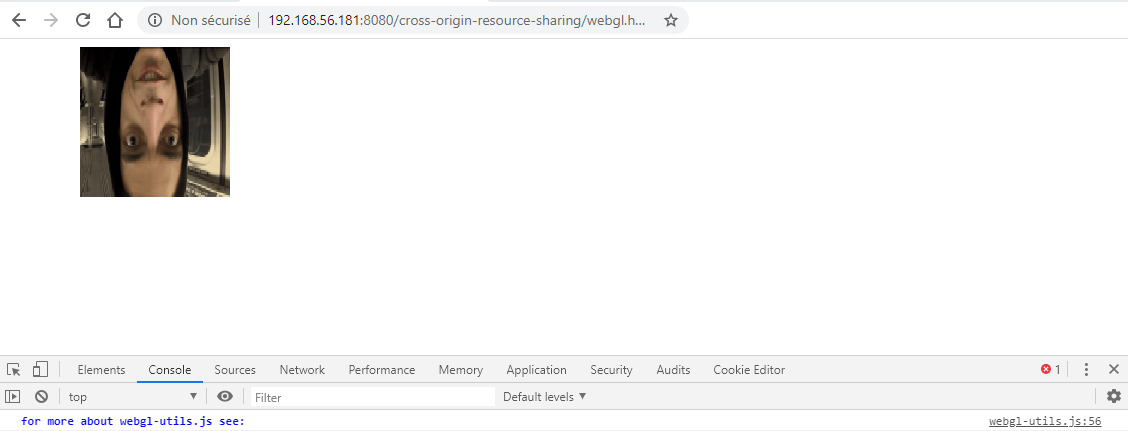 Non sécurisé 192.168.56.181:8080/cross-origin-resource-sharing/webgl.h...
Elements Console Sources Network Performance Memory Application Security Audits Cookie Editor 1
top Filter Default levels
for more about webgl-utils.js see: webgl-utils.js:56